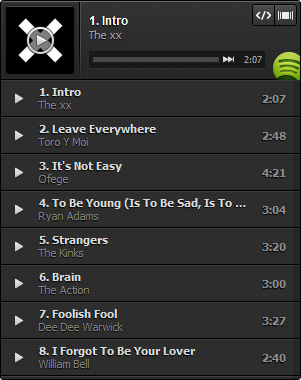 1. Intro
The xx
2:07
1. Intro
The xx
2:07
2. Leave Everywhere
Toro Y Moi
2:48
3. It's Not Easy
Ofege
4:21
4. To Be Young (Is To Be Sad, Is To ...
Ryan Adams
3:04
5. Strangers
The Kinks
3:20
6. Brain
The Action
3:00
7. Foolish Fool
Dee Dee Warwick
3:27
8. I Forgot To Be Your Lover
William Bell
2:40